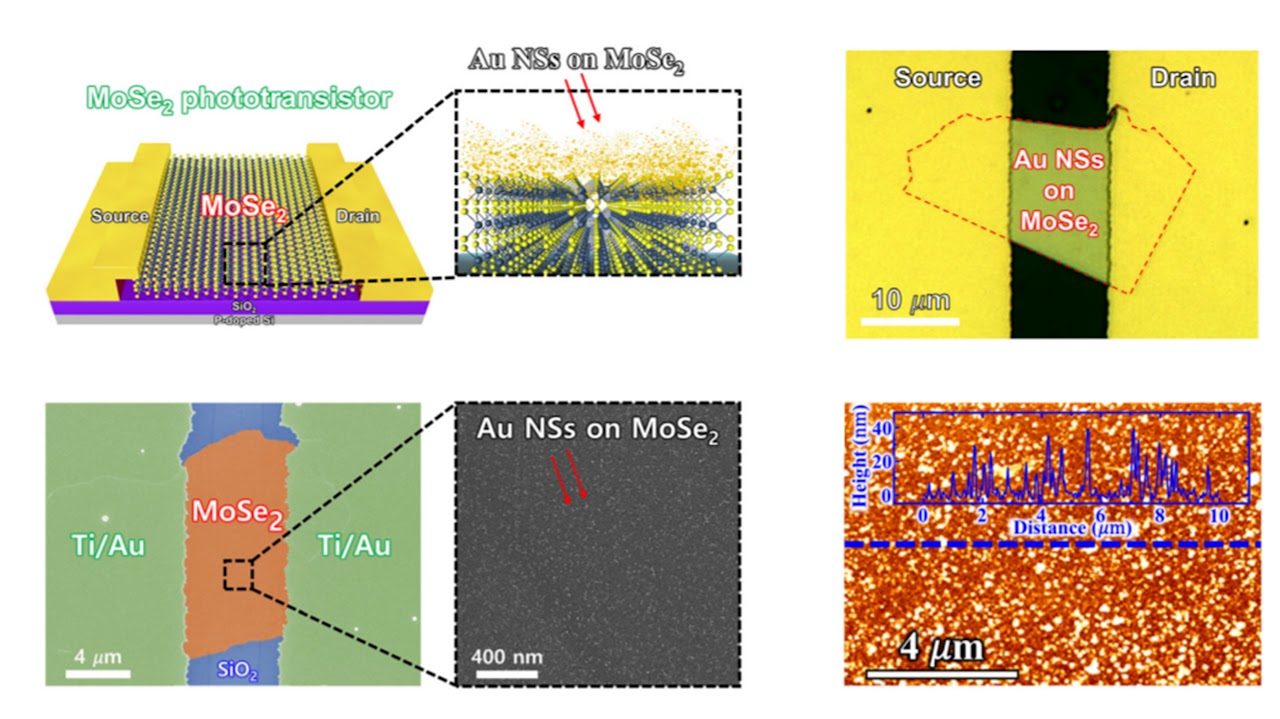 Au NSs on MoSe2
MoSe2 phototransistor
MoSe2
Source
Drain
SiO2
P-doped Si
Source
Drain
Au NSs
on
MoSe2
10 μm
MoSe2
Ti/Au
Ti/Au
4 μm
SiO2
Au NSs on MoSe2
400 nm
Height (nm)
40
20
0
0 2 4 6 8 10
Distance (μm)
4 μm